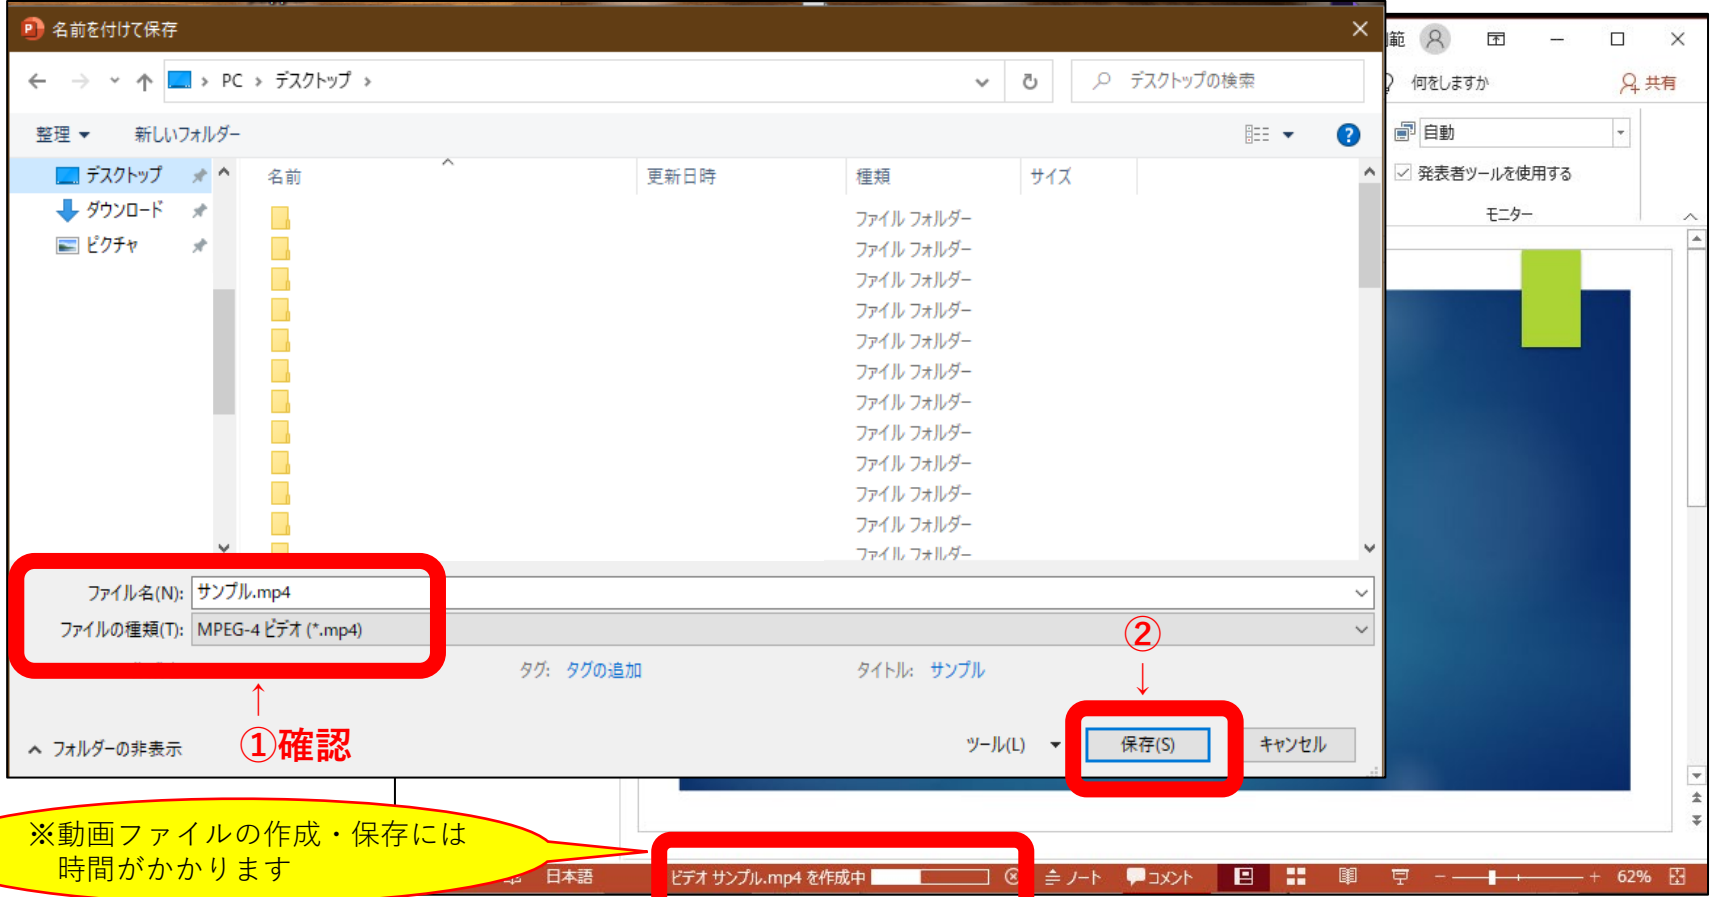 名前を付けて保存
PC › デスクトップ ›
デスクトップの検索
整理
新しいフォルダー
デスクトップ
ダウンロード
ピクチャ
名前
更新日時
種類
サイズ
ファイル フォルダー
ファイル フォルダー
ファイル フォルダー
ファイル フォルダー
ファイル フォルダー
ファイル フォルダー
ファイル フォルダー
ファイル フォルダー
ファイル フォルダー
ファイル フォルダー
ファイル フォルダー
ファイル フォルダー
ファイル名(N): サンプル.mp4
ファイルの種類(T): MPEG-4 ビデオ (*.mp4)
タグ: タグの追加
タイトル: サンプル
②
↓
↑
①確認
フォルダーの非表示
ツール(L)
保存(S)
キャンセル
範
何をしますか
共有
自動
発表者ツールを使用する
モニター
※動画ファイルの作成・保存には
時間がかかります
日本語
ビデオ サンプル.mp4 を作成中
ノート
コメント
62%